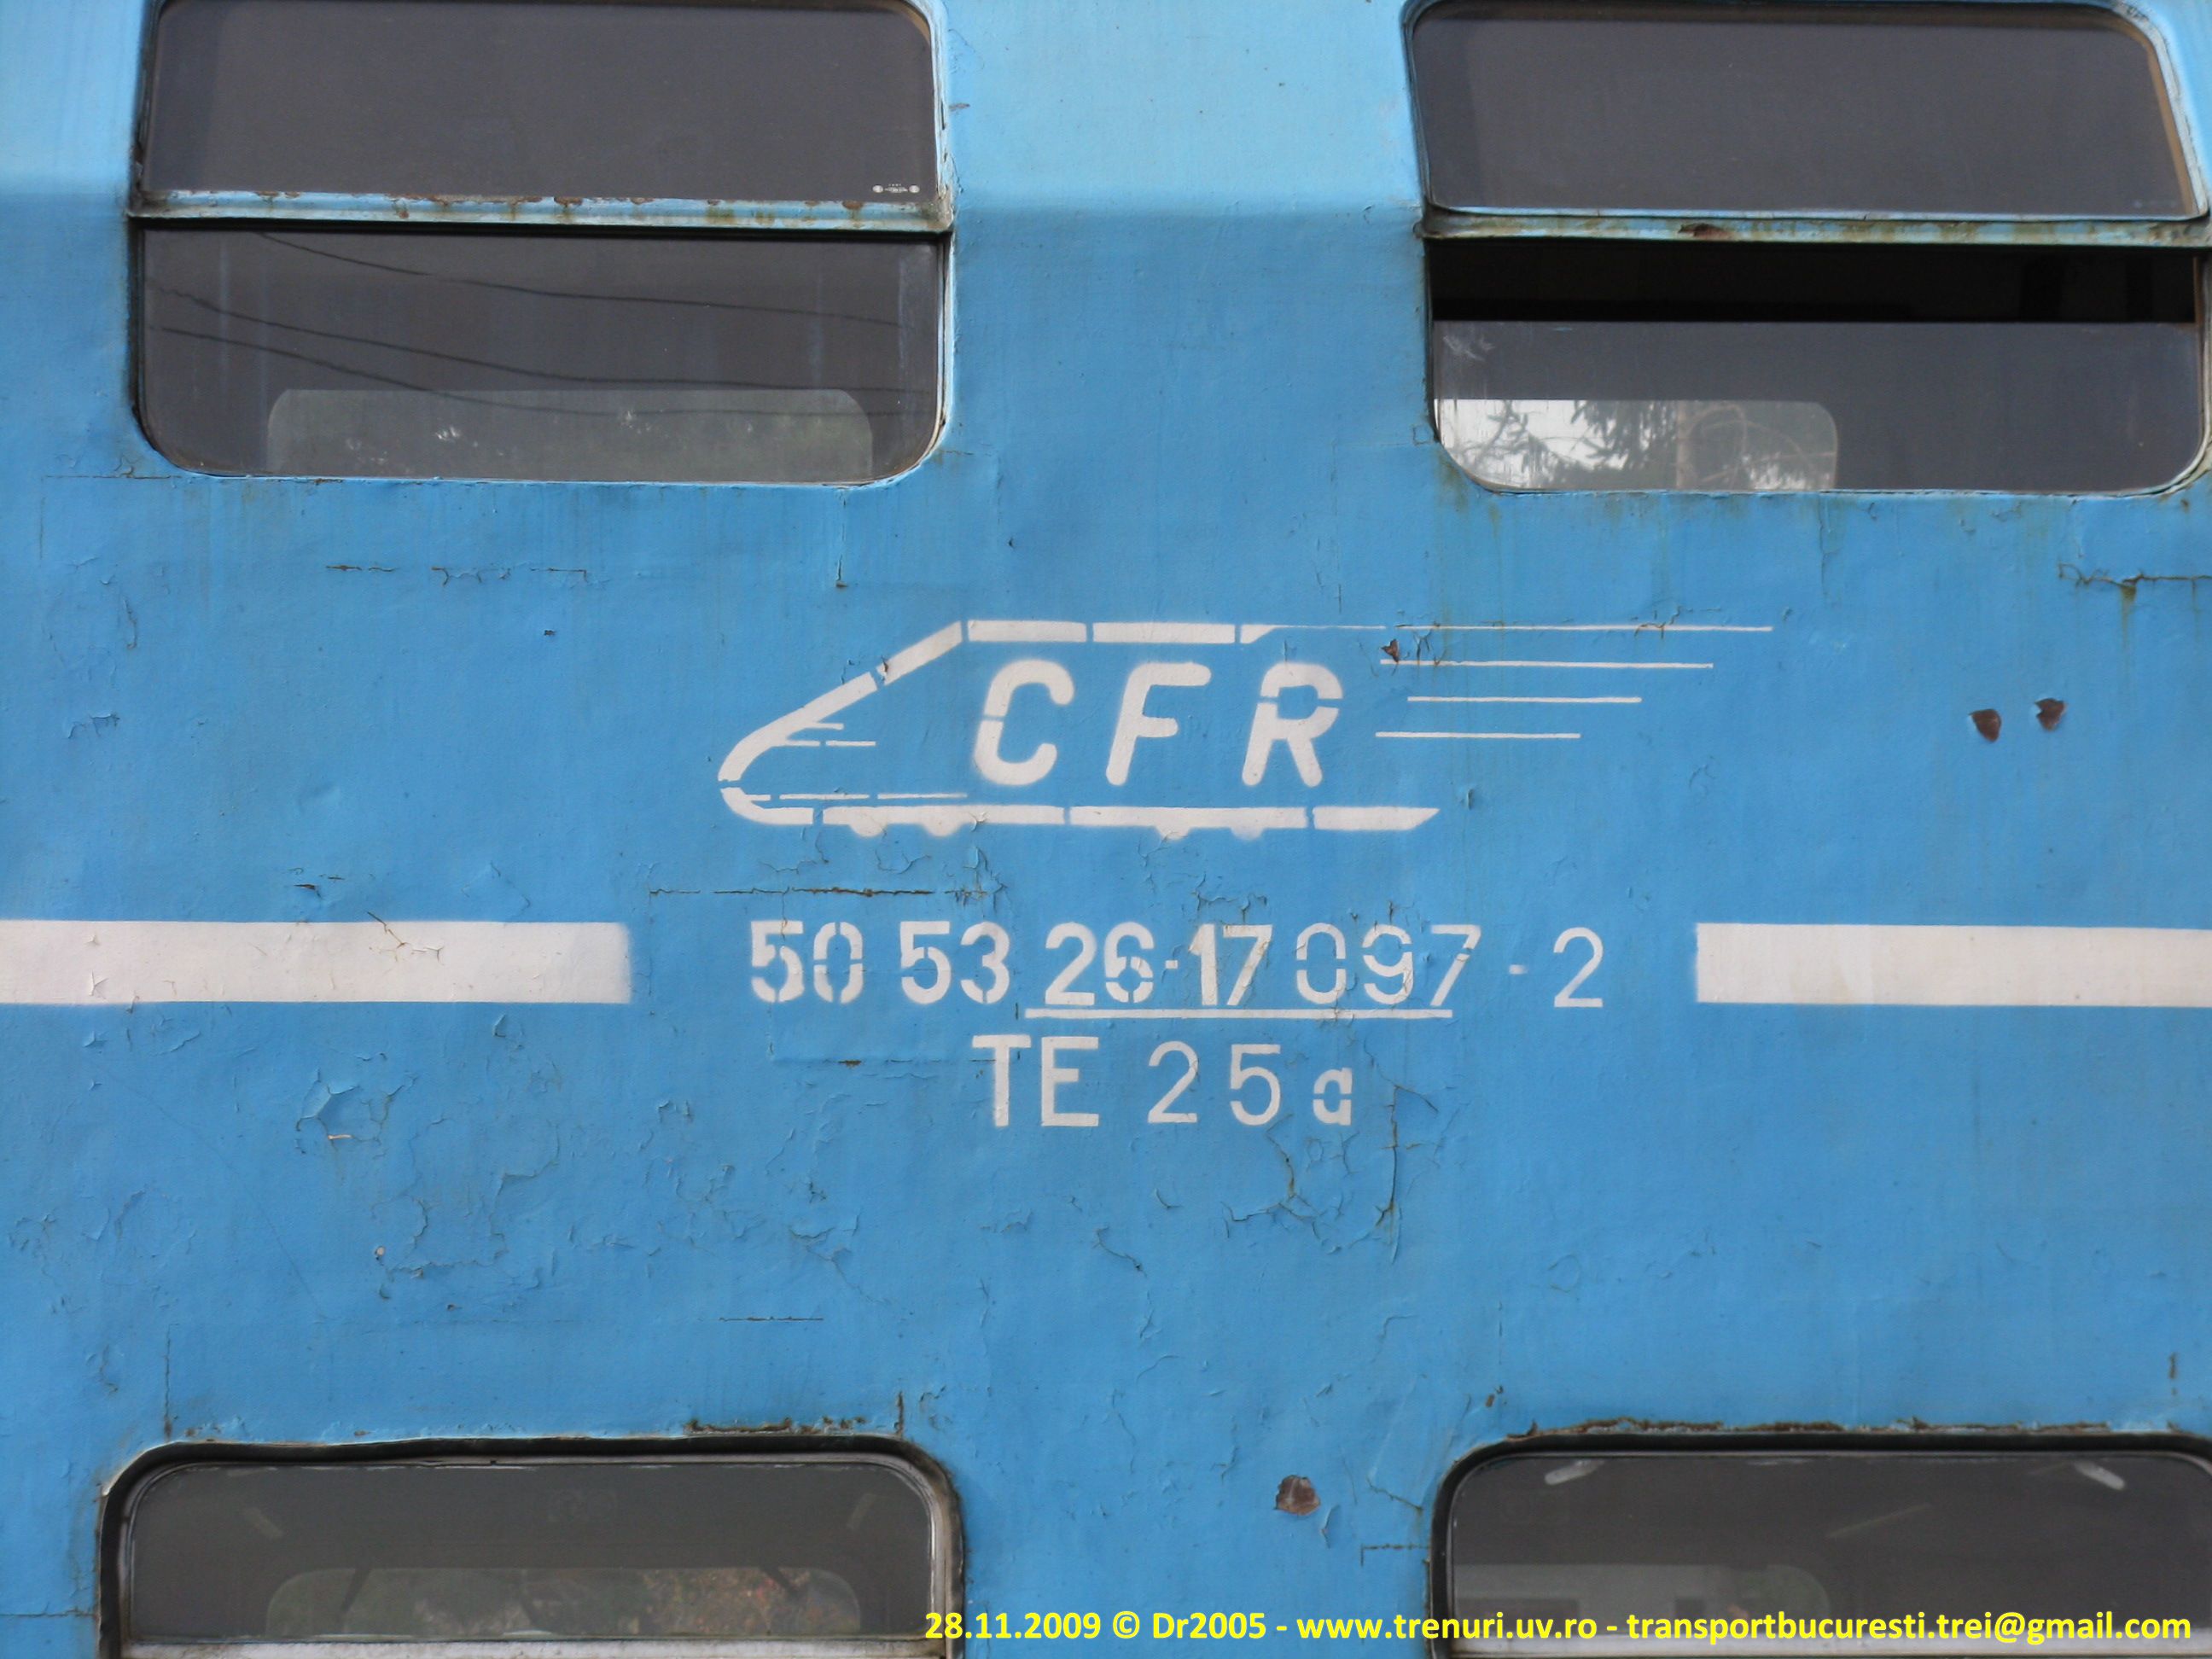 CFR
50 53 26-17 097 - 2
TE 25a
28.11.2009 © Dr2005 - www.trenuri.uv.ro - transportbucuresti.trei@gmail.com